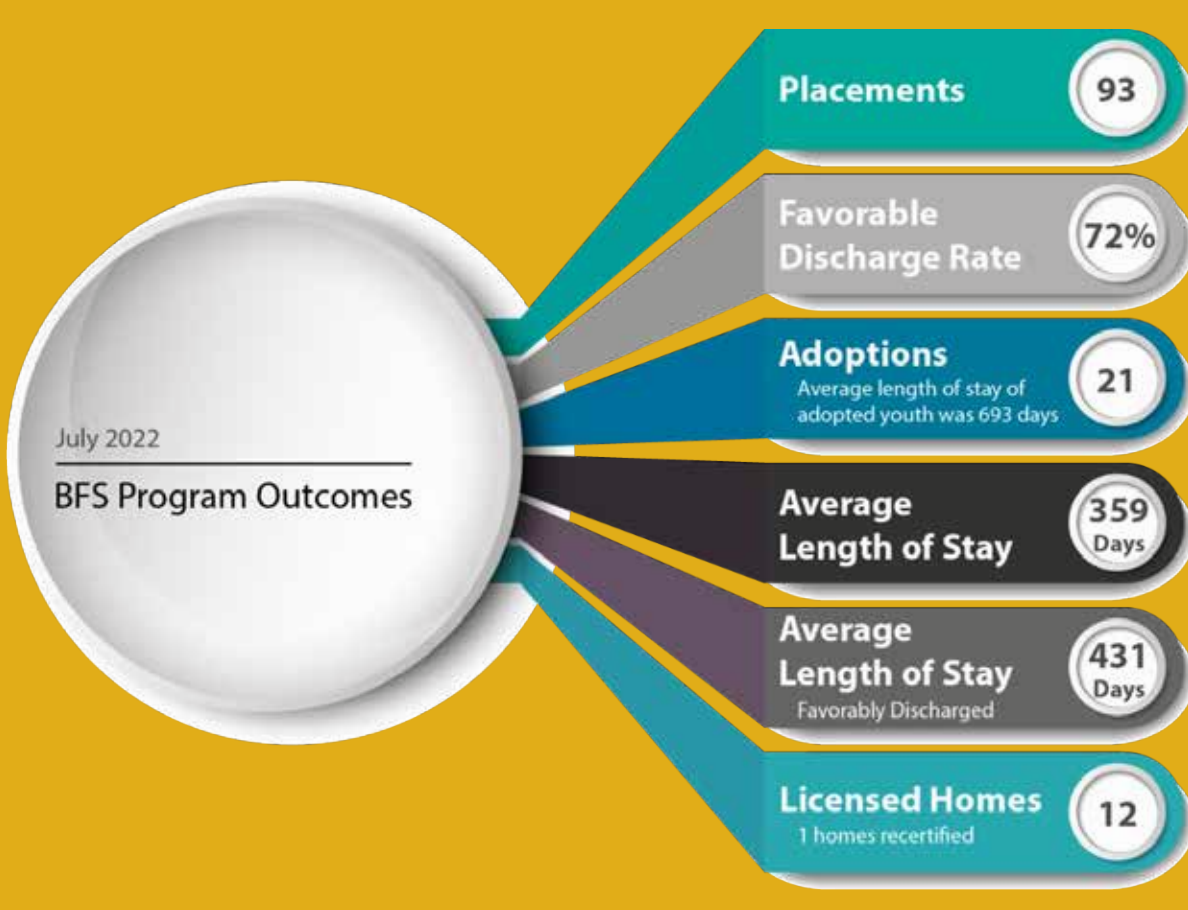 July 2022
BFS Program Outcomes
Placements
93
Favorable
Discharge Rate
72%
Adoptions
Average length of stay of
adopted youth was 693 days
21
Average
Length of Stay
359
Days
Average
Length of Stay
Favorably Discharged
431
Days
Licensed Homes
1 homes recertified
12